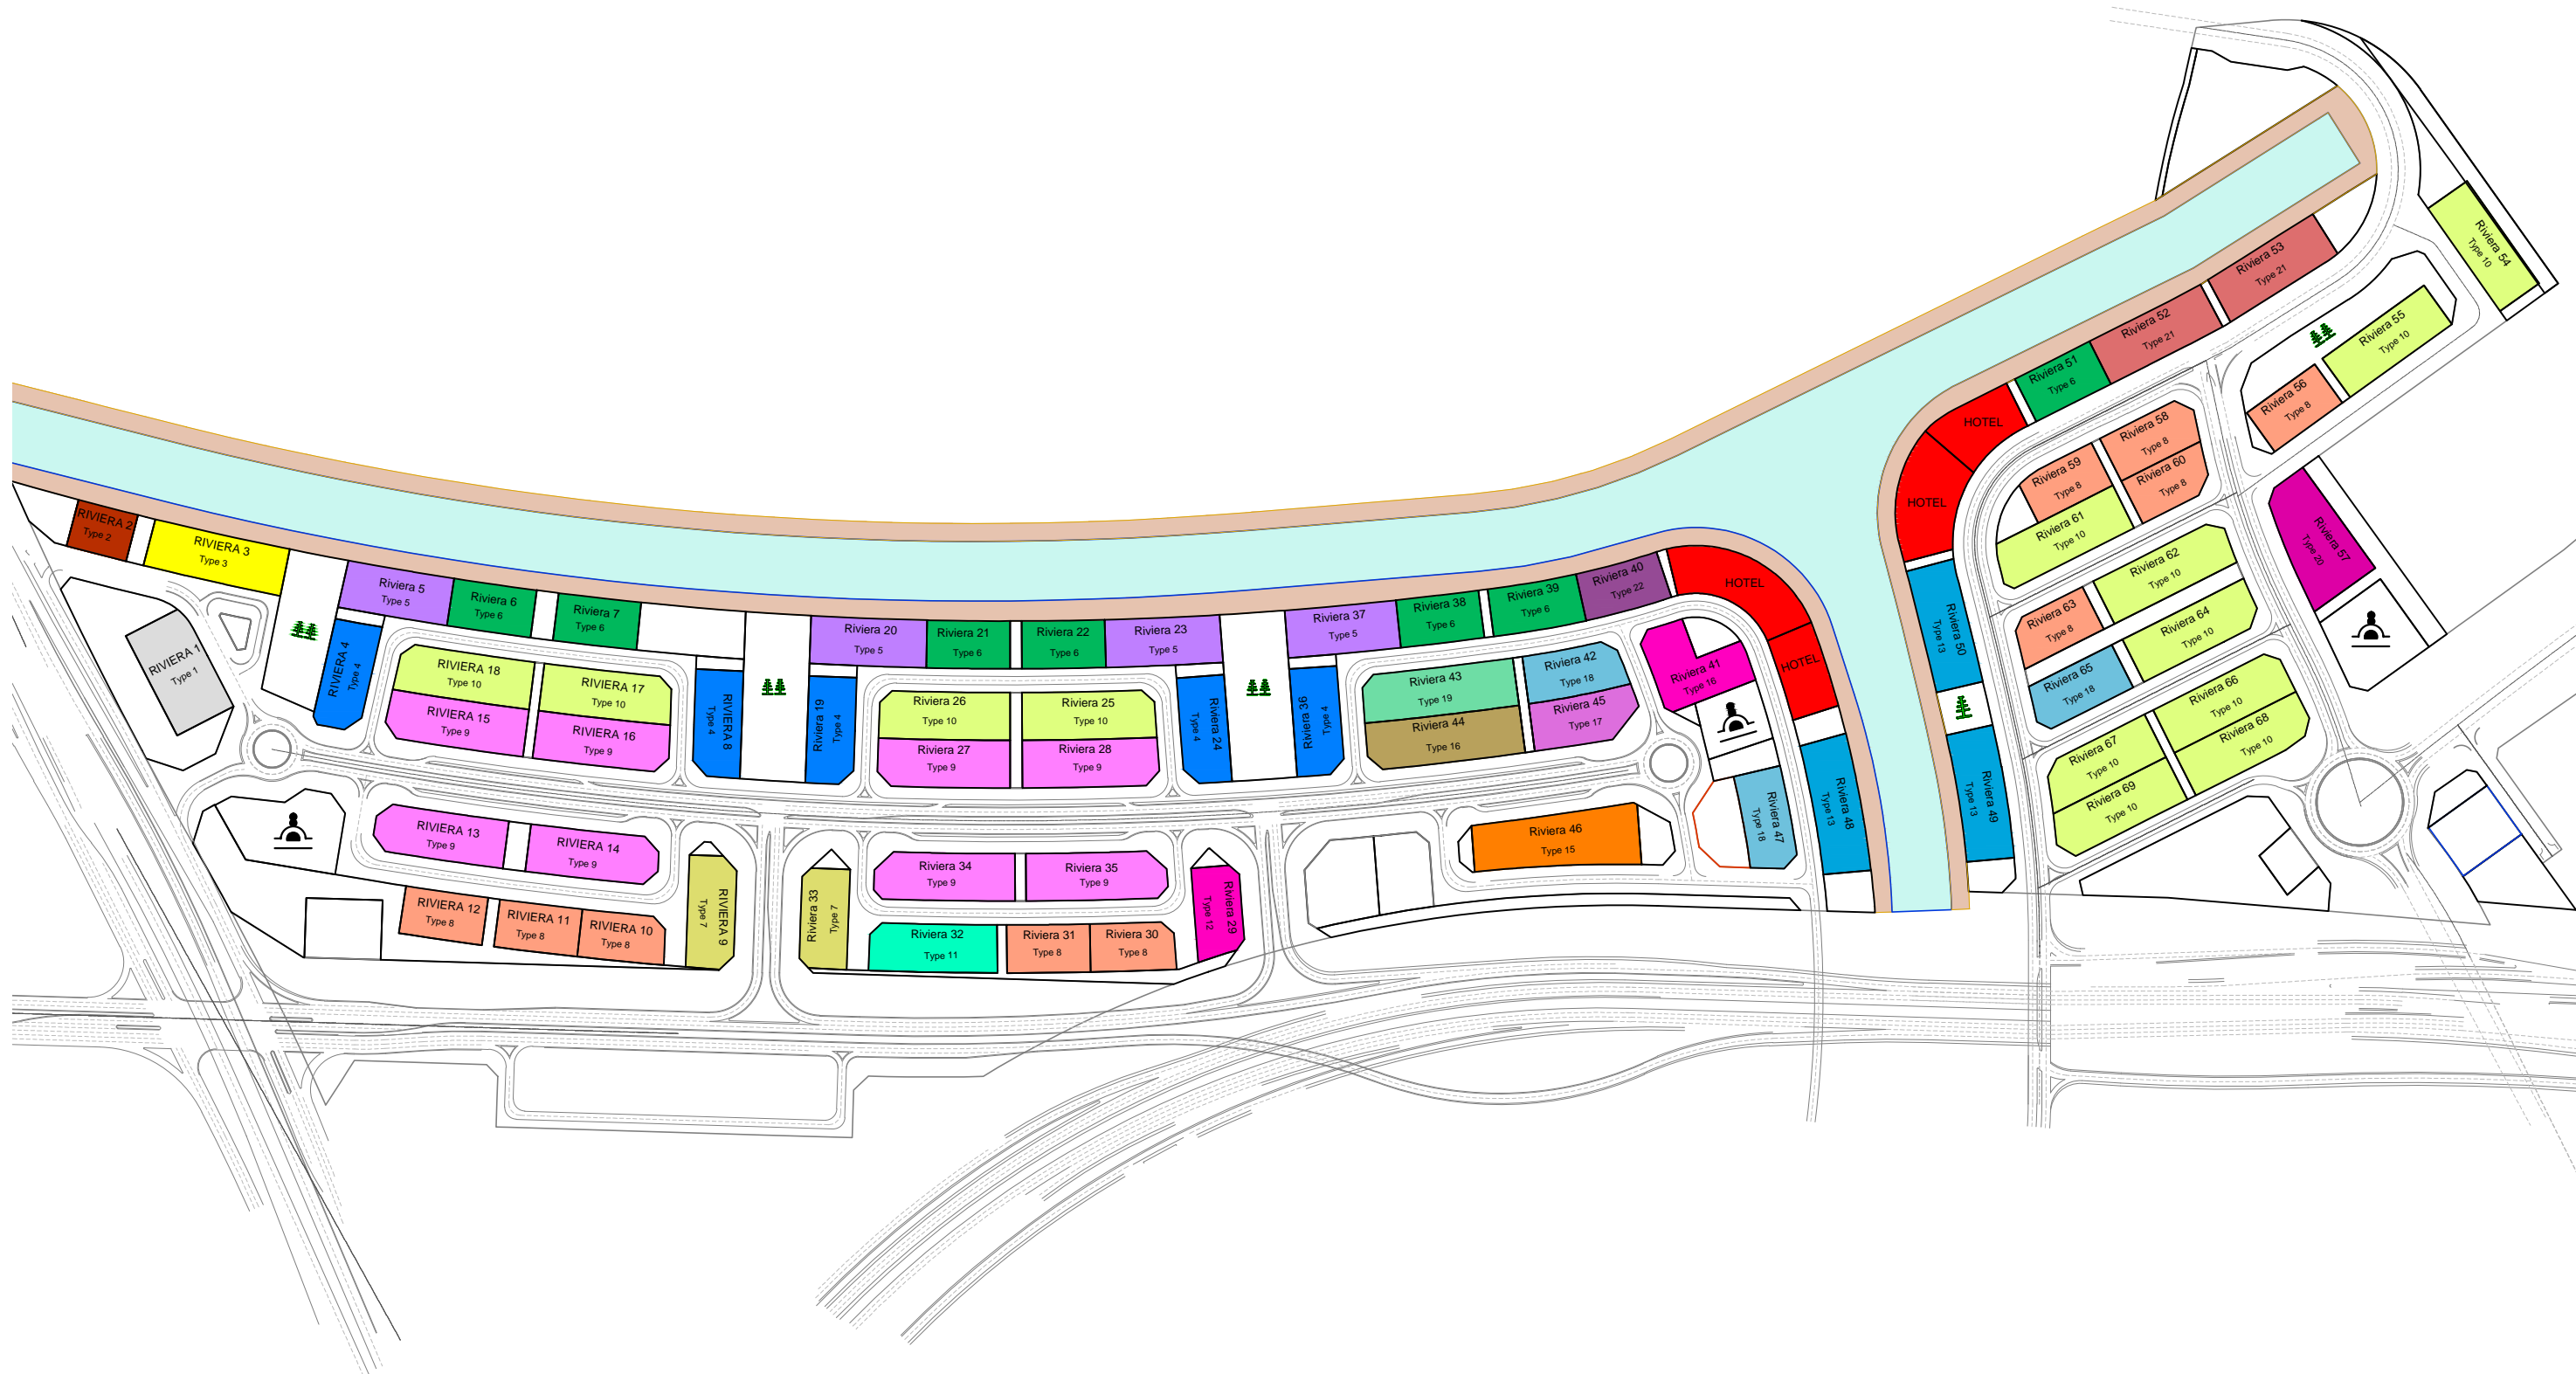 RIVIERA 1
Type 1
RIVIERA 2
Type 2
RIVIERA 3
Type 3
RIVIERA 4
Type 4
Riviera 5
Type 5
Riviera 6
Type 6
Riviera 7
Type 6
RIVIERA 18
Type 10
RIVIERA 17
Type 10
RIVIERA 15
Type 9
RIVIERA 16
Type 9
RIVIERA 8
Type 4
RIVIERA 13
Type 9
RIVIERA 14
Type 9
RIVIERA 12
Type 8
RIVIERA 11
Type 8
RIVIERA 10
Type 8
RIVIERA 9
Type 7
Riviera 19
Type 4
Riviera 20
Type 5
Riviera 21
Type 6
Riviera 22
Type 6
Riviera 23
Type 5
Riviera 24
Type 4
Riviera 26
Type 10
Riviera 25
Type 10
Riviera 27
Type 9
Riviera 28
Type 9
Riviera 33
Type 7
Riviera 34
Type 9
Riviera 35
Type 9
Riviera 32
Type 11
Riviera 31
Type 8
Riviera 30
Type 8
Riviera 29
Type 12
Riviera 36
Type 4
Riviera 37
Type 5
Riviera 38
Type 6
Riviera 39
Type 6
Riviera 40
Type 22
HOTEL
HOTEL
Riviera 43
Type 19
Riviera 42
Type 18
Riviera 44
Type 16
Riviera 45
Type 17
Riviera 41
Type 16
Riviera 46
Type 15
Riviera 47
Type 18
Riviera 48
Type 13
Riviera 49
Type 13
Riviera 50
Type 13
HOTEL
HOTEL
Riviera 51
Type 6
Riviera 52
Type 21
Riviera 53
Type 21
Riviera 54
Type 10
Riviera 55
Type 10
Riviera 56
Type 8
Riviera 57
Type 20
Riviera 58
Type 8
Riviera 59
Type 8
Riviera 60
Type 8
Riviera 61
Type 10
Riviera 62
Type 10
Riviera 63
Type 8
Riviera 64
Type 10
Riviera 65
Type 18
Riviera 66
Type 10
Riviera 67
Type 10
Riviera 68
Type 10
Riviera 69
Type 10